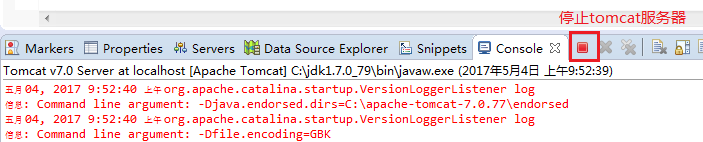 停止tomcat服务器
Markers Properties Servers Data Source Explorer Snippets Console
Tomcat v7.0 Server at localhost [Apache Tomcat] C:\jdk1.7.0_79\bin\javaw.exe (2017年5月4日 上午9:52:39)
五月 04, 2017 9:52:40 上午 org.apache.catalina.startup.VersionLoggerListener log
信息: Command line argument: -Djava.endorsed.dirs=C:\apache-tomcat-7.0.77\endorsed
五月 04, 2017 9:52:40 上午 org.apache.catalina.startup.VersionLoggerListener log
信息: Command line argument: -Dfile.encoding=GBK